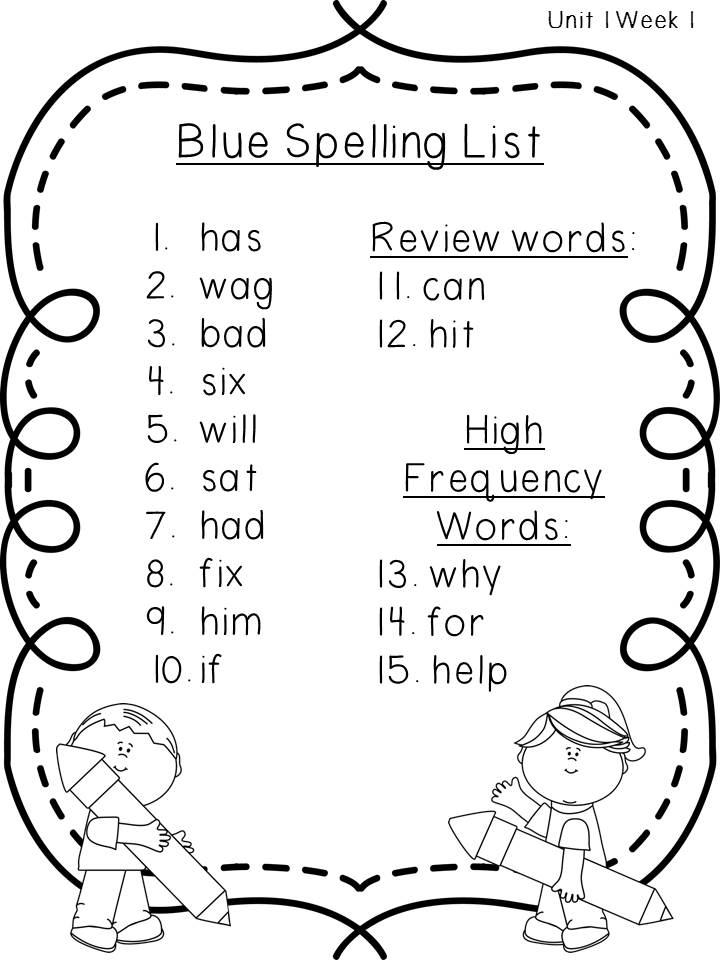 Unit 1 Week 1
Blue Spelling List
1. has
2. wag
3. bad
4. six
5. will
6. sat
7. had
8. fix
9. him
10. if
Review words:
11. can
12. hit
High
Frequency
Words:
13. why
14. for
15. help